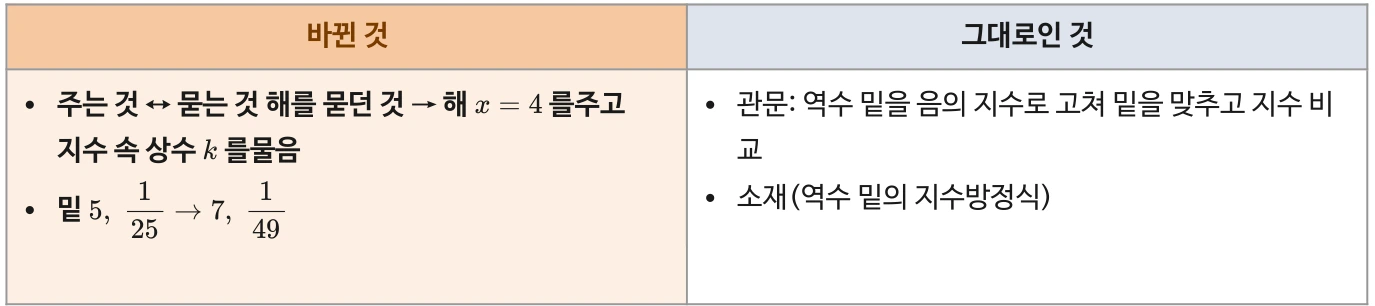 바뀐 것
그대로인 것
• 주는 것 ↔ 묻는 것 해를 묻던 것 → 해 x = 4 를주고
지수 속 상수 k 를물음
• 밑 5, 1/25 → 7, 1/49
• 관문: 역수 밑을 음의 지수로 고쳐 밑을 맞추고 지수 비
교
• 소재(역수 밑의 지수방정식)